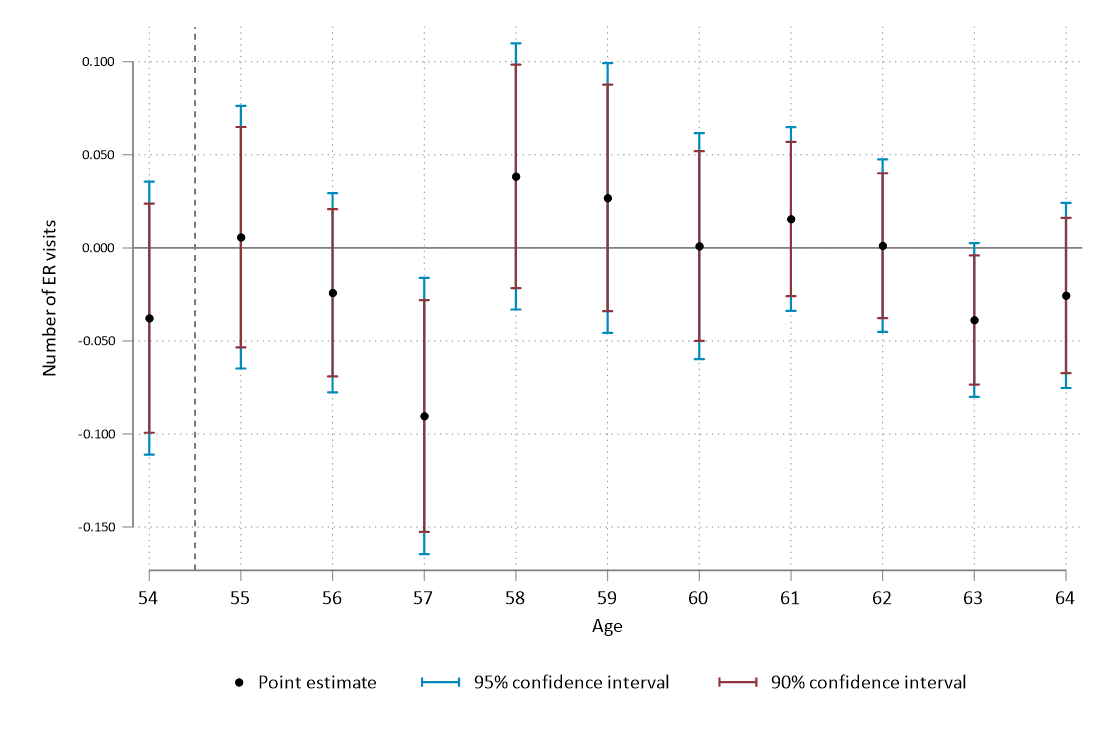 Number of ER visits
0.100
0.050
0.000
-0.050
-0.100
-0.150
54 55 56 57 58 59 60 61 62 63 64
Age
Point estimate 95% confidence interval 90% confidence interval